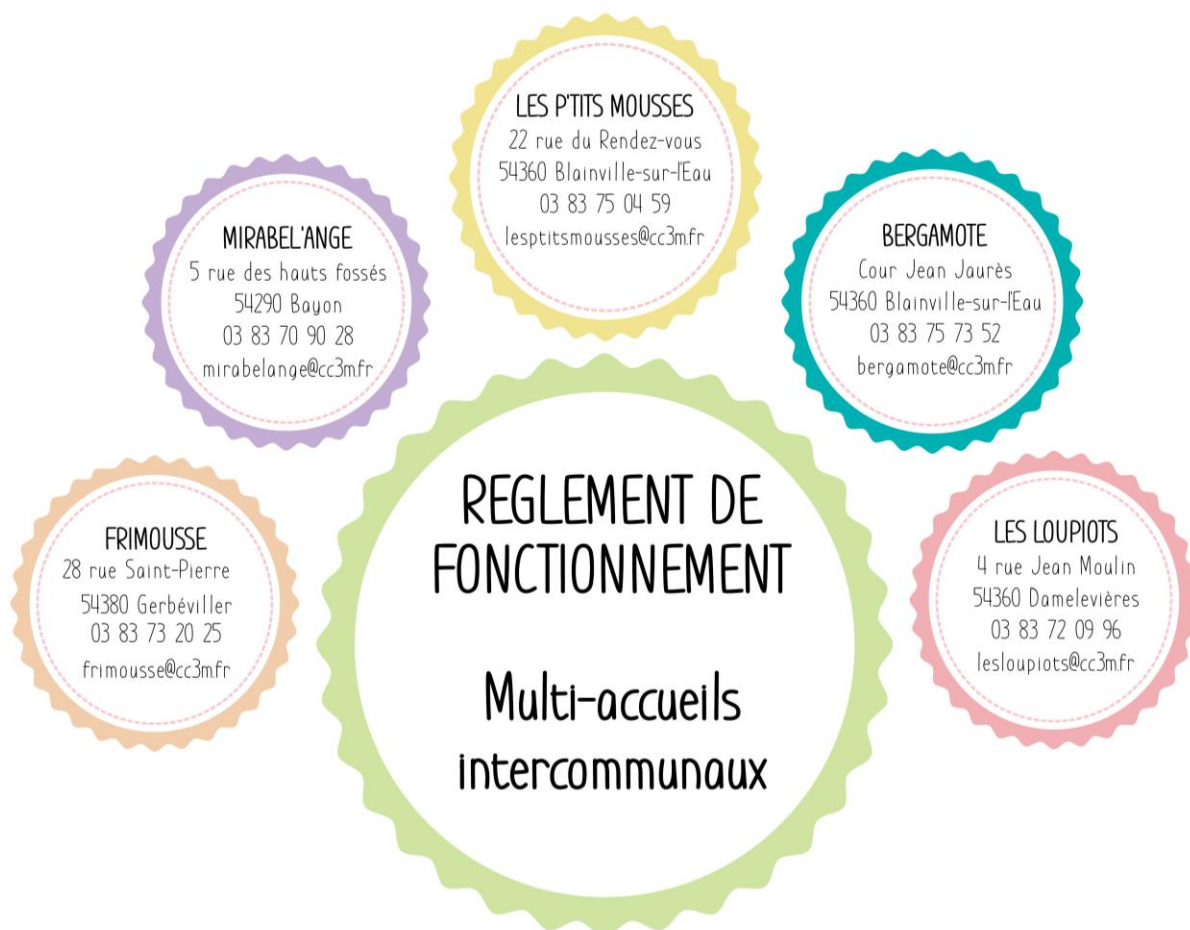 LES P'TITS MOUSSES
22 rue du Rendez-vous
54360 Blainville-sur-l'Eau
03 83 75 04 59
lesptitsmousses@cc3m.fr
MIRABEL'ANGE
5 rue des hauts fossés
54290 Bayon
03 83 70 90 28
mirabelange@cc3m.fr
BERGAMOTE
Cour Jean Jaurès
54360 Blainville-sur-l'Eau
03 83 75 73 52
bergamote@cc3m.fr
FRIMOUSSE
28 rue Saint-Pierre
54380 Gerbéviller
03 83 73 20 25
frimousse@cc3m.fr
REGLEMENT DE
FONCTIONNEMENT
Multi-accueils
intercommunaux
LES LOUPIOTS
4 rue Jean Moulin
54360 Damelevières
03 83 72 09 96
lesloupiots@cc3m.fr